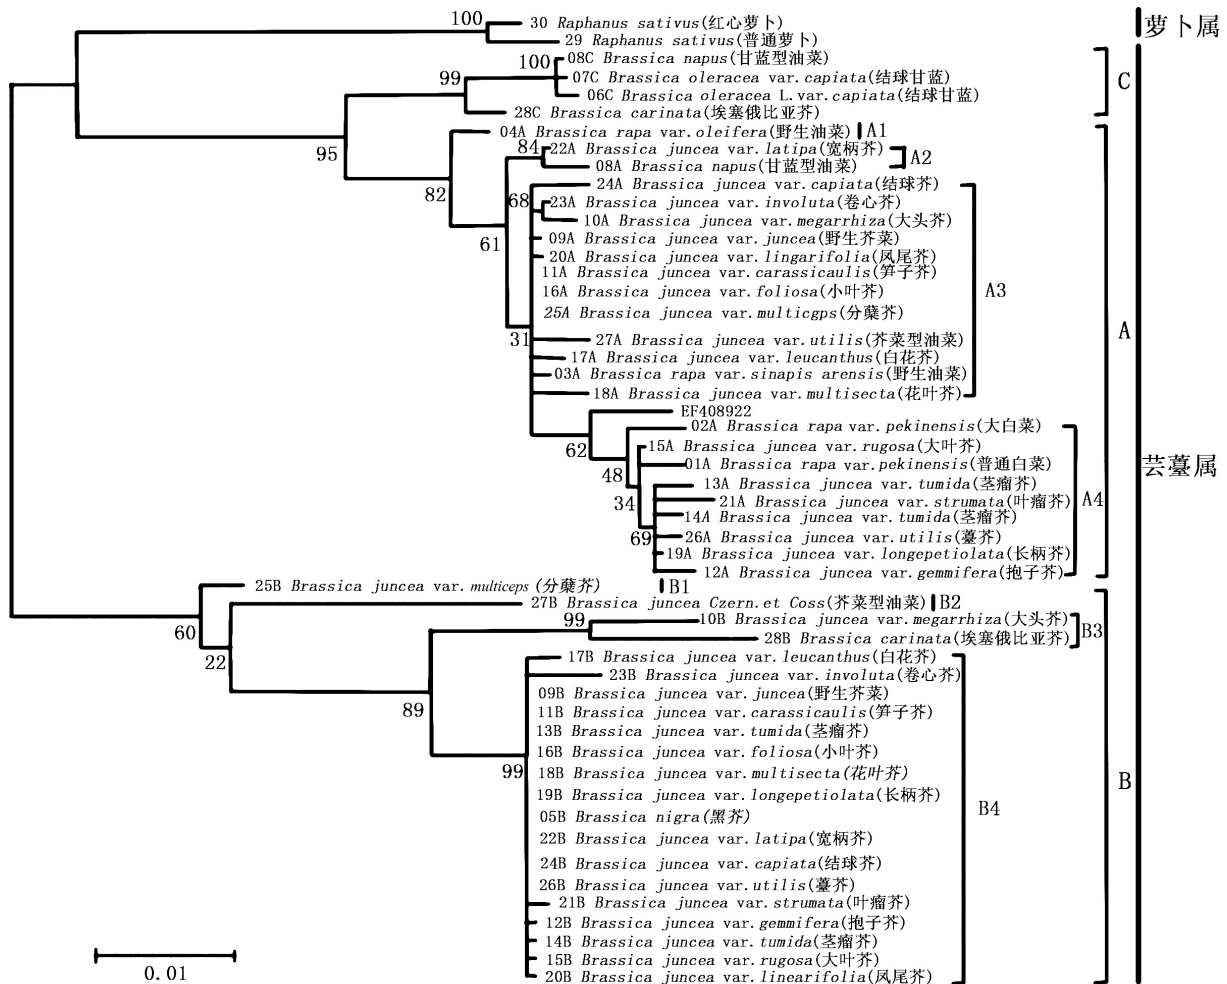 100
30 Raphanus sativus(红心萝卜)
29 Raphanus sativus(普通萝卜)
萝卜属
100
08C Brassica napus(甘蓝型油菜)
99
07C Brassica oleracea var.capiata(结球甘蓝)
06C Brassica oleracea L.var.capiata(结球甘蓝)
C
28C Brassica carinata(埃塞俄比亚芥)
95
04A Brassica rapa var.oleifera(野生油菜)
A1
84
22A Brassica juncea var.latipa(宽柄芥)
A2
08A Brassica napus(甘蓝型油菜)
82
24A Brassica juncea var.capiata(结球芥)
68
23A Brassica juncea var.involuta(卷心芥)
10A Brassica juncea var.megarrhiza(大头芥)
61
09A Brassica juncea var.juncea(野生芥菜)
20A Brassica juncea var.lingarifolia(凤尾芥)
11A Brassica juncea var.carassicaulis(笋子芥)
16A Brassica juncea var.foliosa(小叶芥)
A3
25A Brassica juncea var.multicgps(分蘖芥)
31
27A Brassica juncea var.utilis(芥菜型油菜)
A
17A Brassica juncea var.leucanthus(白花芥)
03A Brassica rapa var.sinapis arensis(野生油菜)
18A Brassica juncea var.multisecta(花叶芥)
EF408922
62
02A Brassica rapa var.pekinensis(大白菜)
15A Brassica juncea var.rugosa(大叶芥)
48
01A Brassica rapa var.pekinensis(普通白菜)
芸薹属
13A Brassica juncea var.tumida(茎瘤芥)
34
21A Brassica juncea var.strumata(叶瘤芥)
A4
14A Brassica juncea var.tumida(茎瘤芥)
69
26A Brassica juncea var.utilis(薹芥)
19A Brassica juncea var.longepetiolata(长柄芥)
12A Brassica juncea var.gemmifera(抱子芥)
25B Brassica juncea var. multiceps (分蘖芥)
B1
60
27B Brassica juncea Czern.et Coss(芥菜型油菜)
B2
99
10B Brassica juncea var.megarrhiza(大头芥)
B3
28B Brassica carinata(埃塞俄比亚芥)
22
17B Brassica juncea var.leucanthus(白花芥)
23B Brassica juncea var.involuta(卷心芥)
89
09B Brassica juncea var.juncea(野生芥菜)
11B Brassica juncea var.carassicaulis(笋子芥)
13B Brassica juncea var.tumida(茎瘤芥)
16B Brassica juncea var.foliosa(小叶芥)
99
18B Brassica juncea var.multisecta(花叶芥)
B
19B Brassica juncea var.longepetiolata(长柄芥)
B4
05B Brassica nigra(黑芥)
22B Brassica juncea var.latipa(宽柄芥)
24B Brassica juncea var.capiata(结球芥)
26B Brassica juncea var.utilis(薹芥)
21B Brassica juncea var.strumata(叶瘤芥)
12B Brassica juncea var.gemmifera(抱子芥)
14B Brassica juncea var.tumida(茎瘤芥)
15B Brassica juncea var.rugosa(大叶芥)
20B Brassica juncea var.linearifolia(凤尾芥)
0.01